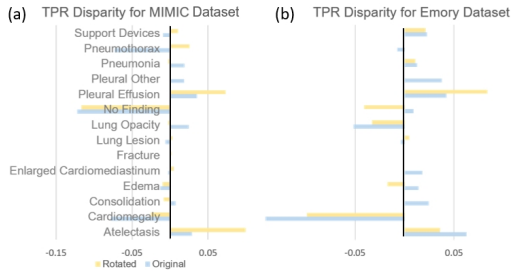 (a) TPR Disparity for MIMIC Dataset
Support Devices
Pneumothorax
Pneumonia
Pleural Other
Pleural Effusion
No Finding
Lung Opacity
Lung Lesion
Fracture
Enlarged Cardiomediastinum
Edema
Consolidation
Cardiomegaly
Atelectasis
-0.15 -0.05 0.05
Rotated Original
(b) TPR Disparity for Emory Dataset
-0.05 0.05